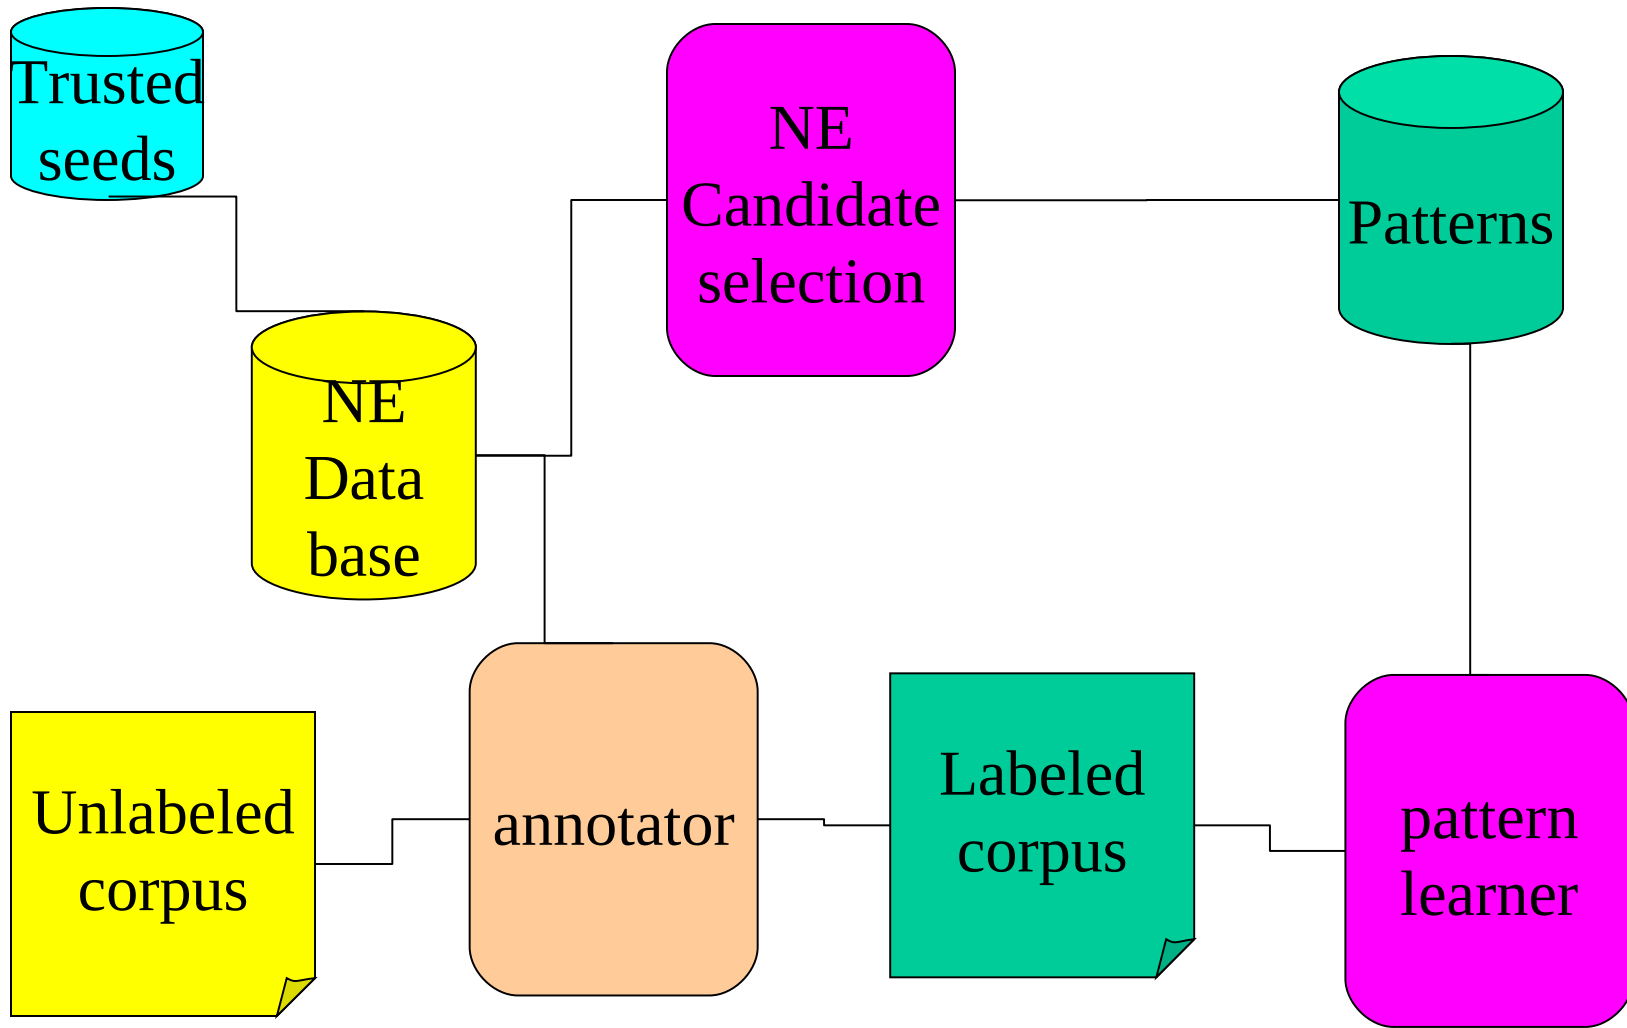 Trusted
seeds
NE
Candidate
selection
Patterns
NE
Data
base
Unlabeled
corpus
annotator
Labeled
corpus
pattern
learner